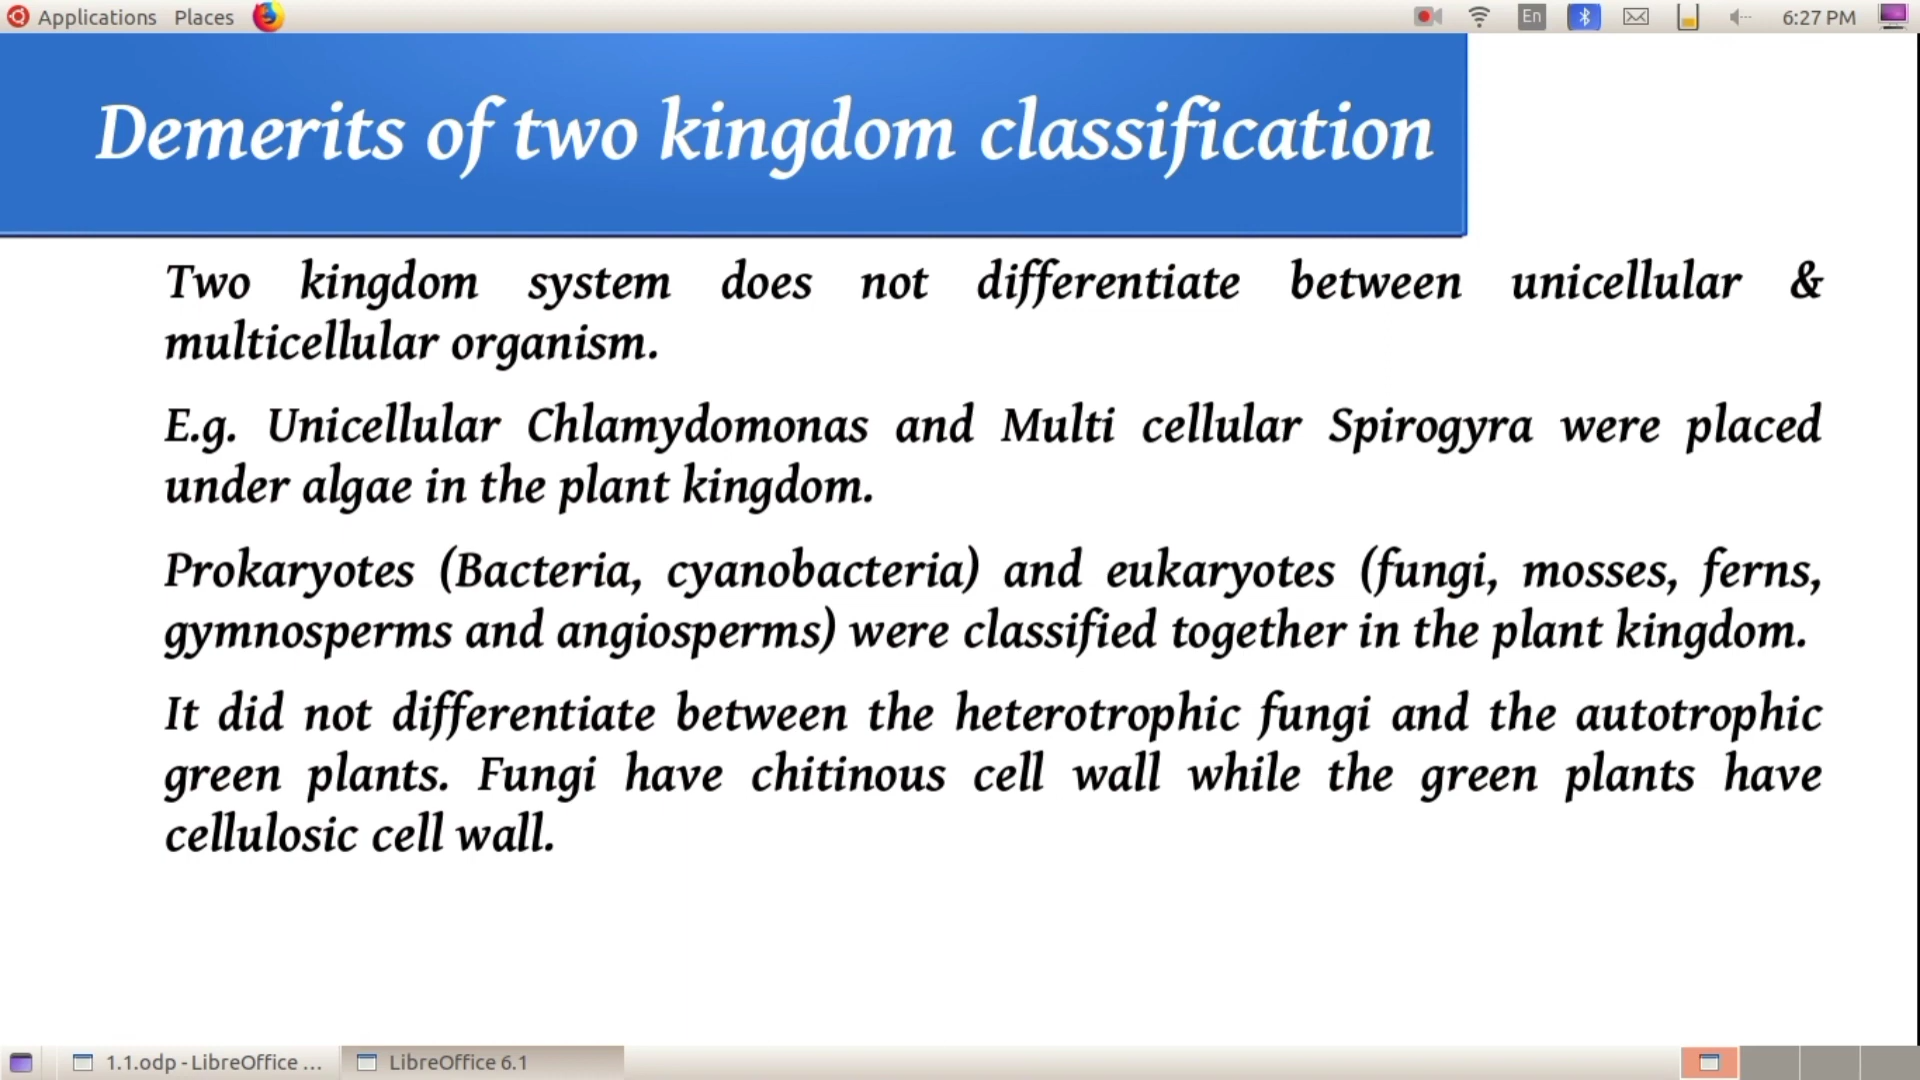 Applications Places En 6:27 PM
Demerits of two kingdom classification
Two kingdom system does not differentiate between unicellular &
multicellular organism.
E.g. Unicellular Chlamydomonas and Multi cellular Spirogyra were placed
under algae in the plant kingdom.
Prokaryotes (Bacteria, cyanobacteria) and eukaryotes (fungi, mosses, ferns,
gymnosperms and angiosperms) were classified together in the plant kingdom.
It did not differentiate between the heterotrophic fungi and the autotrophic
green plants. Fungi have chitinous cell wall while the green plants have
cellulosic cell wall.
1.1.odp - LibreOffice ... LibreOffice 6.1